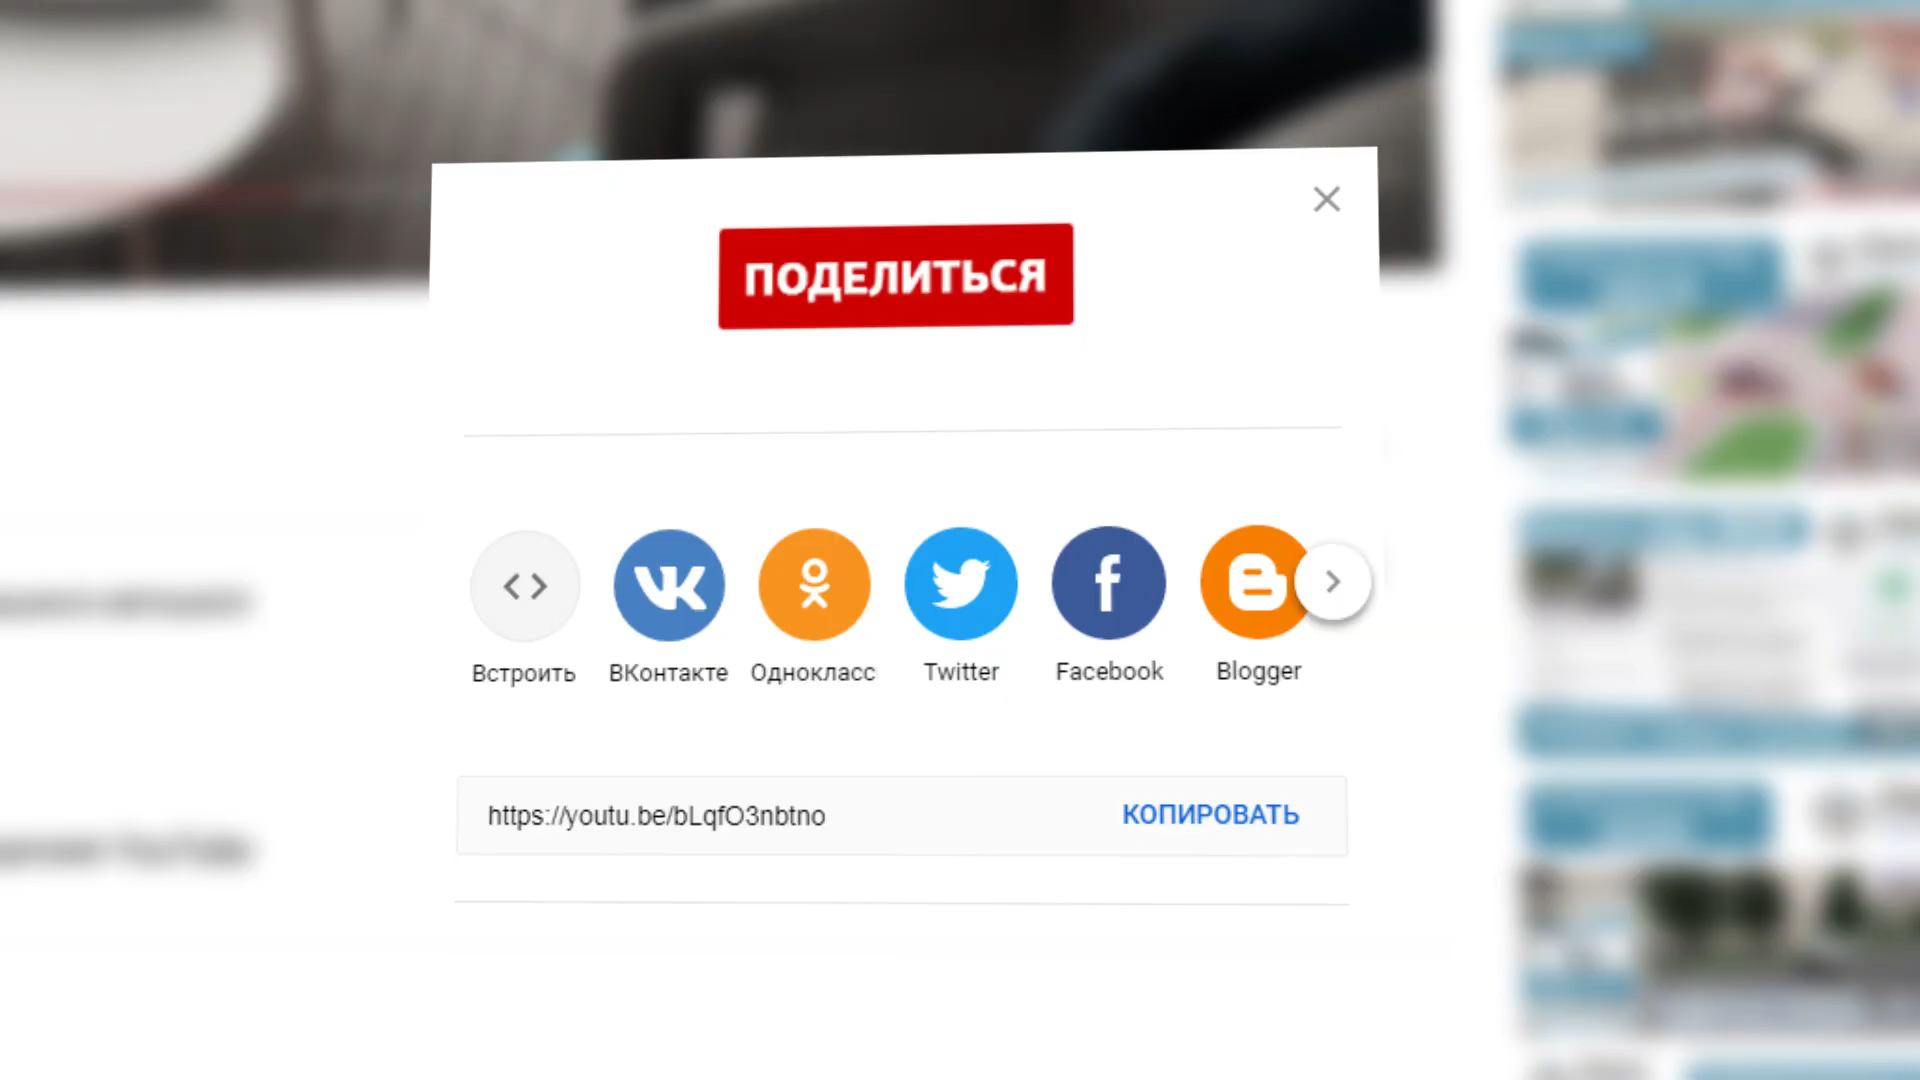 ПОДЕЛИТЬСЯ
Встроить ВКонтакте Однокласс Twitter Facebook Blogger
https://youtu.be/bLqfO3nbtno КОПИРОВАТЬ